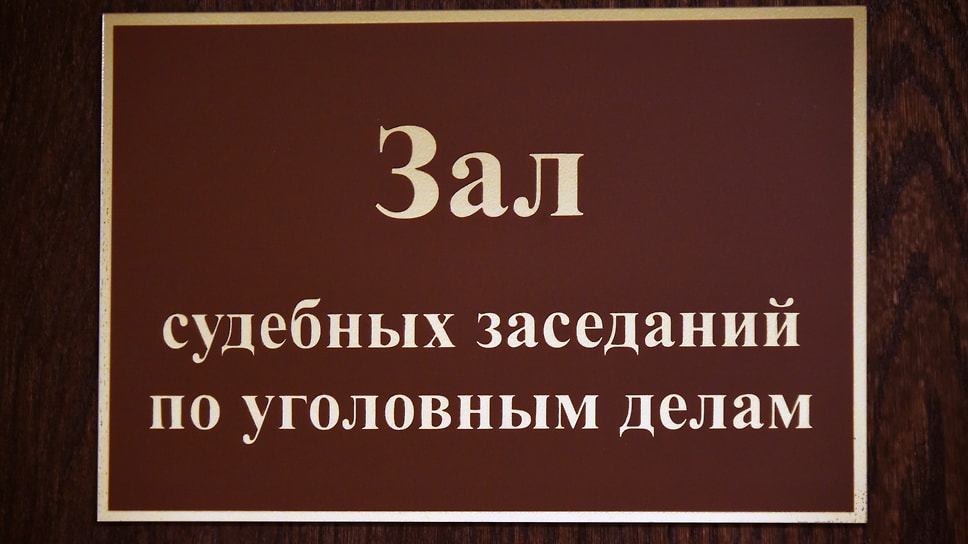 Зал
судебных заседаний
по уголовным делам